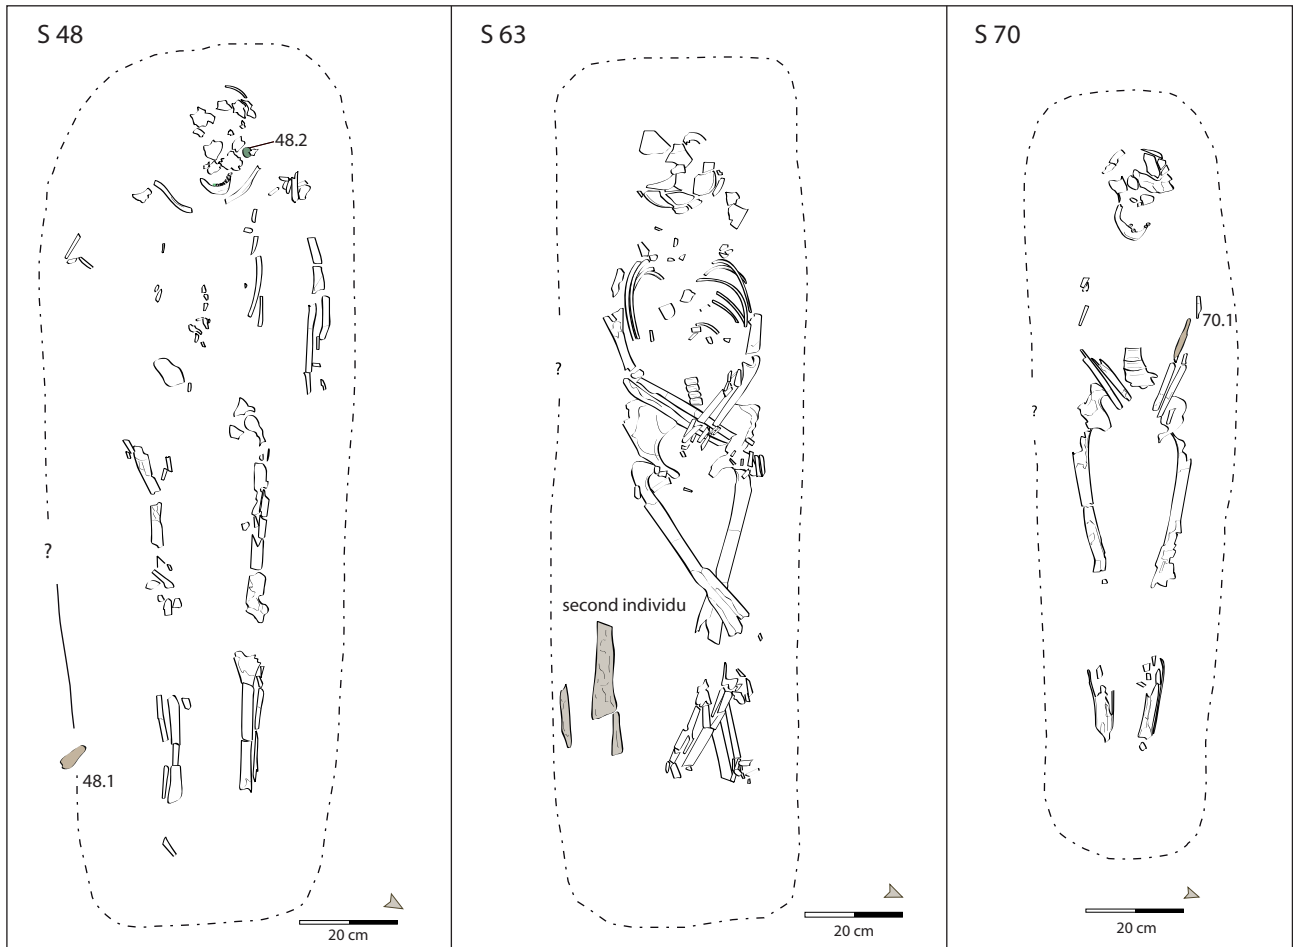 S 48
48.2
?
48.1
20 cm
S 63
?
second individu
20 cm
S 70
70.1
?
20 cm